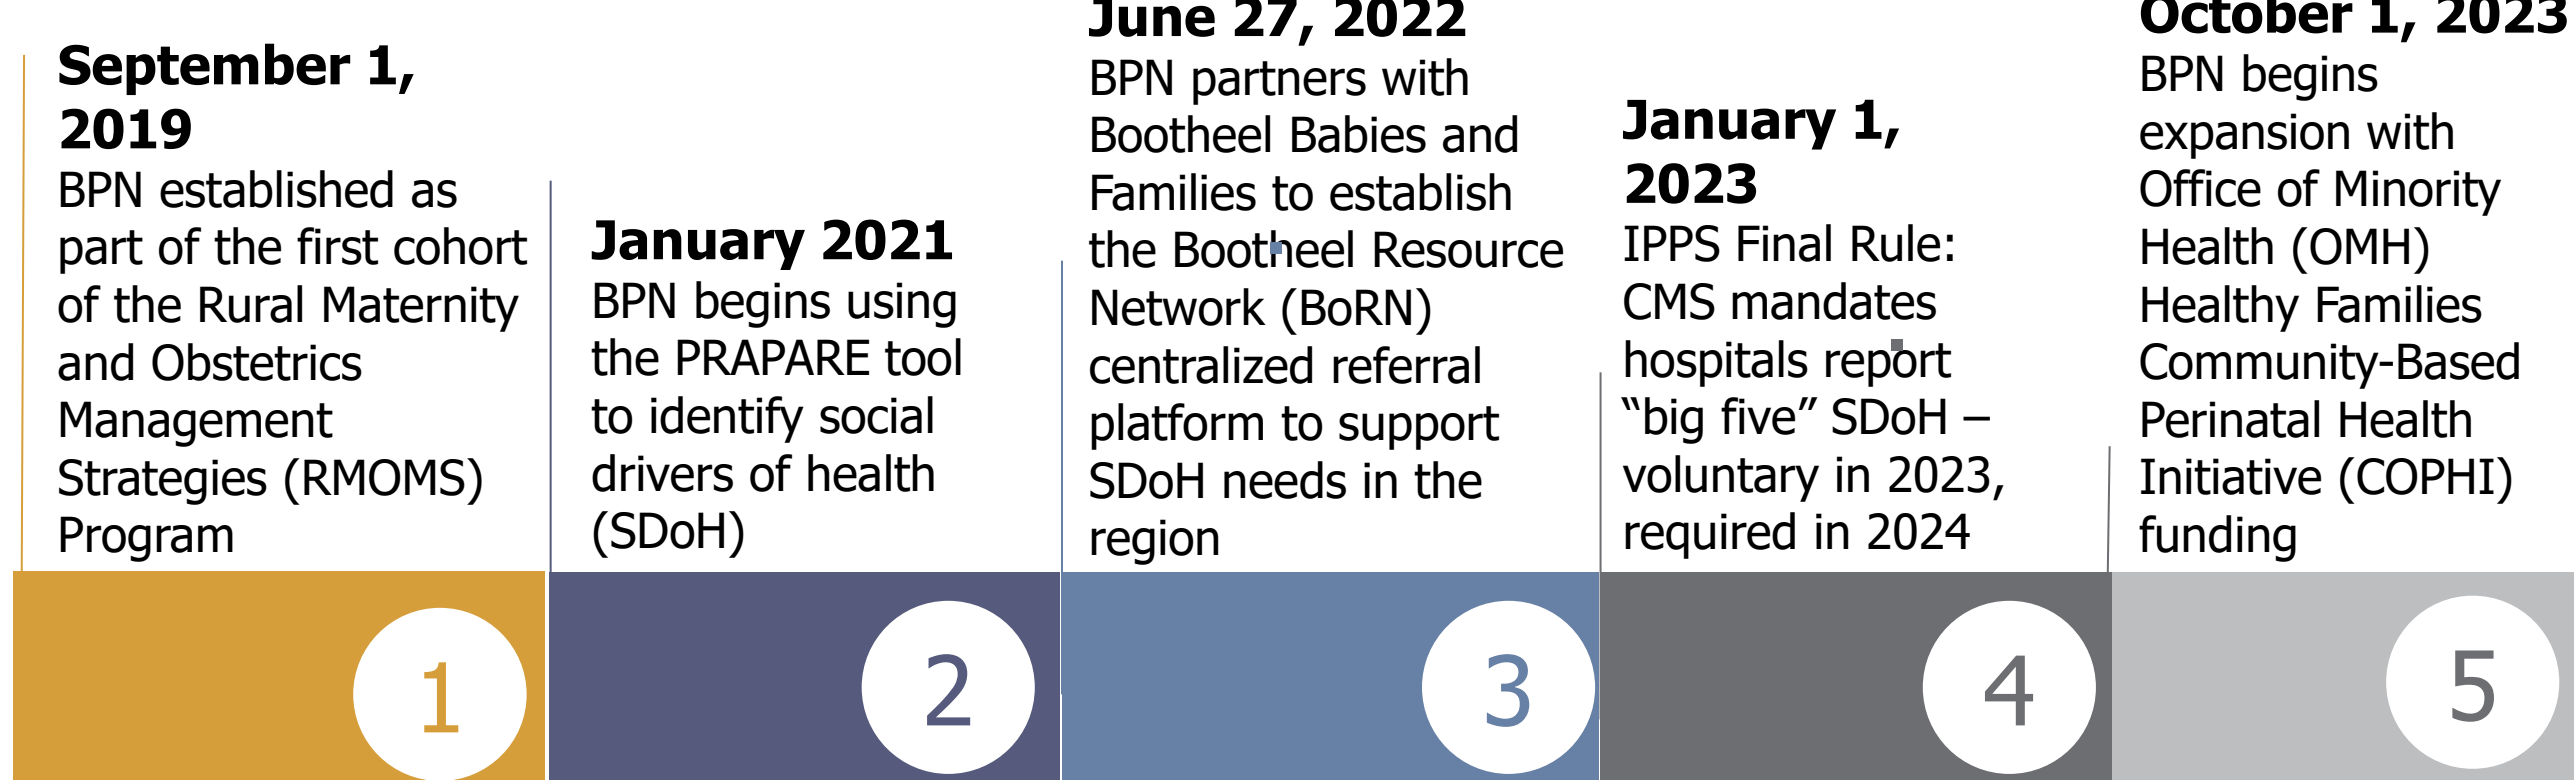 September 1,
2019
BPN established as
part of the first cohort
of the Rural Maternity
and Obstetrics
Management
Strategies (RMOMS)
Program
January 2021
BPN begins using
the PRAPARE tool
to identify social
drivers of health
(SDoH)
June 27, 2022
BPN partners with
Bootheel Babies and
Families to establish
the Bootheel Resource
Network (BoRN)
centralized referral
platform to support
SDoH needs in the
region
January 1,
2023
IPPS Final Rule:
CMS mandates
hospitals report
“big five” SDoH –
voluntary in 2023,
required in 2024
October 1, 2023
BPN begins
expansion with
Office of Minority
Health (OMH)
Healthy Families
Community-Based
Perinatal Health
Initiative (COPHI)
funding
1
2
3
4
5